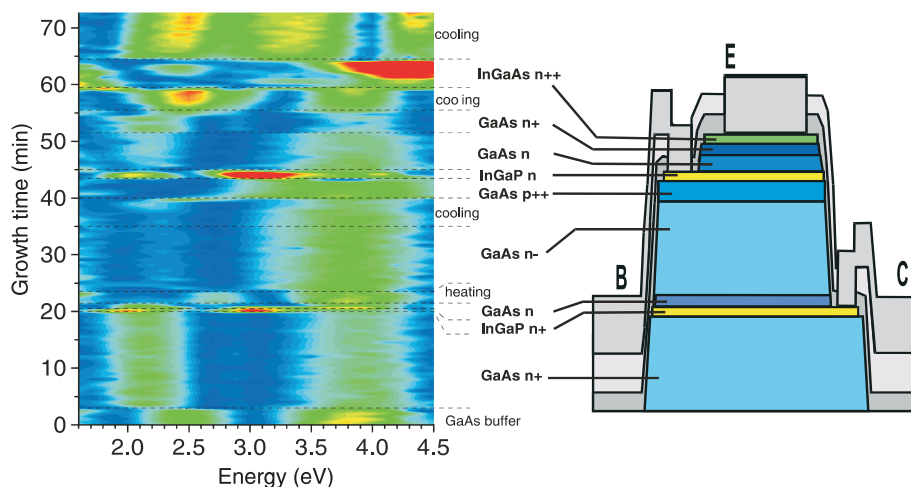 Growth time (min)
70
60
50
40
30
20
10
0
2.0
2.5
3.0
3.5
4.0
4.5
Energy (eV)
cooling
coo ing
cooling
heating
GaAs buffer
E
InGaAs n++
GaAs n+
GaAs n
InGaP n
GaAs p++
GaAs n-
B
C
GaAs n
InGaP n+
GaAs n+